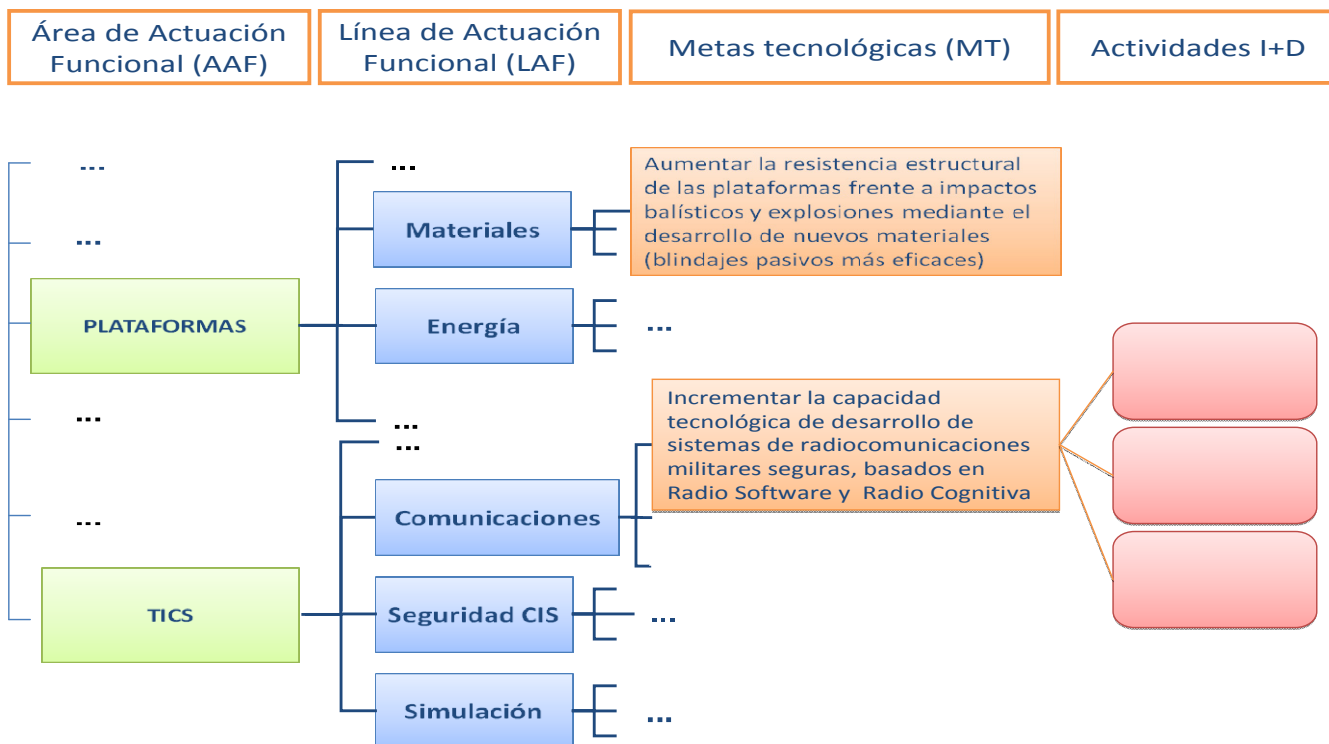 Área de Actuación
Funcional (AAF)
Línea de Actuación
Funcional (LAF)
Metas tecnológicas (MT)
Actividades I+D
...
...
PLATAFORMAS
...
...
TICS
...
Materiales
Energía
...
...
Comunicaciones
Seguridad CIS
Simulación
Aumentar la resistencia estructural
de las plataformas frente a impactos
balísticos y explosiones mediante el
desarrollo de nuevos materiales
(blindajes pasivos más eficaces)
...
Incrementar la capacidad
tecnológica de desarrollo de
sistemas de radiocomunicaciones
militares seguras, basados en
Radio Software y Radio Cognitiva
...
...